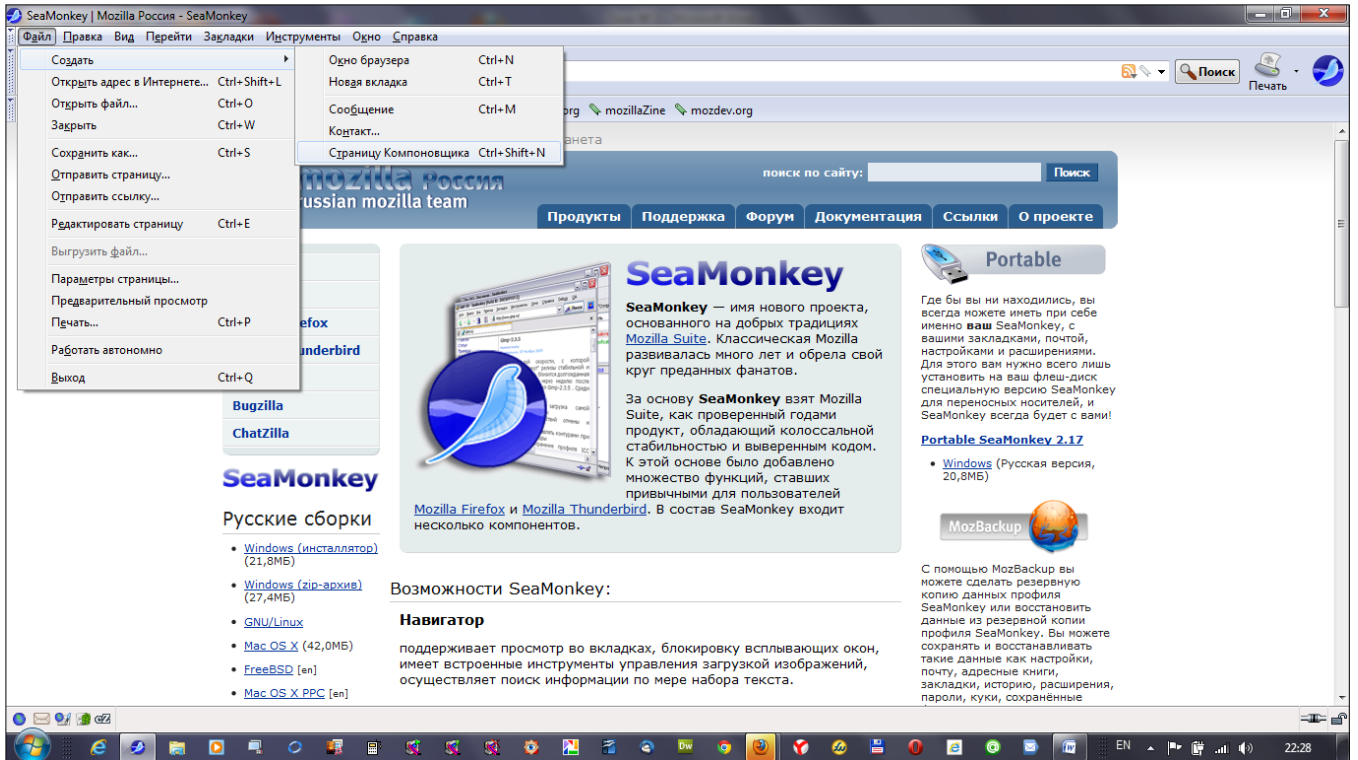 SeaMonkey | Mozilla Россия - SeaMonkey
Файл Правка Вид Перейти Закладки Инструменты Окно Справка
Создать
Открыть адрес в Интернете... Ctrl+Shift+L
Открыть файл... Ctrl+O
Закрыть Ctrl+W
Сохранить как... Ctrl+S
Отправить страницу...
Отправить ссылку...
Редактировать страницу Ctrl+E
Выгрузить файл...
Параметры страницы...
Предварительный просмотр
Печать... Ctrl+P
Работать автономно
Выход Ctrl+Q
Окно браузера Ctrl+N
Новая вкладка Ctrl+T
Сообщение Ctrl+M
Контакт...
Страницу Компоновщика Ctrl+Shift+N
Поиск
Печать
org mozillaZine mozdev.org
анета
mozilla Россия
russian mozilla team
поиск по сайту: Поиск
Продукты Поддержка Форум Документация Ссылки О проекте
efox
underbird
Bugzilla
ChatZilla
SeaMonkey
Русские сборки
• Windows (инсталлятор)
(21,8МБ)
• Windows (zip-архив)
(27,4МБ)
• GNU/Linux
• Mac OS X (42,0МБ)
• FreeBSD [en]
• Mac OS X PPC [en]
SeaMonkey
SeaMonkey — имя нового проекта,
основанного на добрых традициях
Mozilla Suite. Классическая Mozilla
развивалась много лет и обрела свой
круг преданных фанатов.
За основу SeaMonkey взят Mozilla
Suite, как проверенный годами
продукт, обладающий колоссальной
стабильностью и выверенным кодом.
К этой основе было добавлено
множество функций, ставших
привычными для пользователей
Mozilla Firefox и Mozilla Thunderbird. В состав SeaMonkey входит
несколько компонентов.
Возможности SeaMonkey:
Навигатор
поддерживает просмотр во вкладках, блокировку всплывающих окон,
имеет встроенные инструменты управления загрузкой изображений,
осуществляет поиск информации по мере набора текста.
Portable
Где бы вы ни находились, вы
всегда можете иметь при себе
именно ваш SeaMonkey, с
вашими закладками, почтой,
настройками и расширениями.
Для этого вам нужно всего лишь
установить на ваш флеш-диск
специальную версию SeaMonkey
для переносных носителей, и
SeaMonkey всегда будет с вами!
Portable SeaMonkey 2.17
• Windows (Русская версия,
20,8МБ)
MozBackup
С помощью MozBackup вы
можете сделать резервную
копию данных профиля
SeaMonkey или восстановить
данные из резервной копии
профиля SeaMonkey. Вы можете
сохранять и восстанавливать
такие данные как настройки,
почту, адресные книги,
закладки, историю, расширения,
пароли, куки, сохранённые
EN 22:28